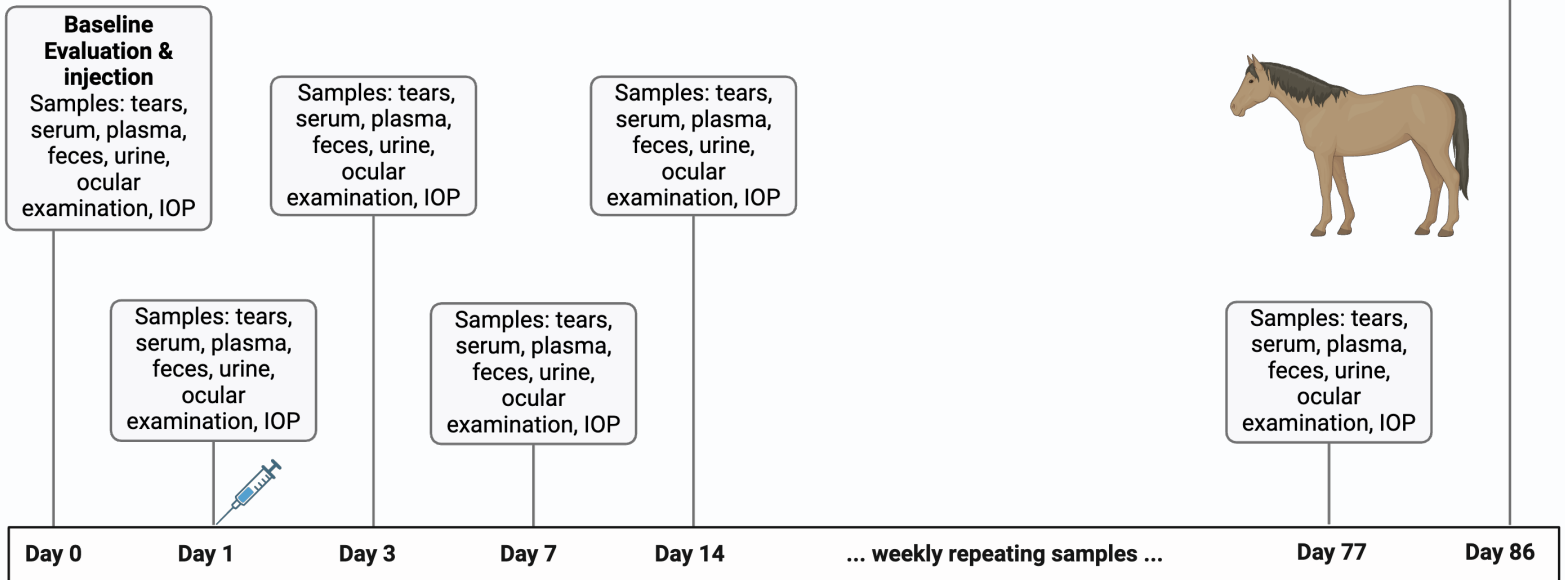 Baseline
Evaluation &
injection
Samples: tears,
serum, plasma,
feces, urine,
ocular
examination, IOP
Samples: tears,
serum, plasma,
feces, urine,
ocular
examination, IOP
Samples: tears,
serum, plasma,
feces, urine,
ocular
examination, IOP
Samples: tears,
serum, plasma,
feces, urine,
ocular
examination, IOP
Samples: tears,
serum, plasma,
feces, urine,
ocular
examination, IOP
Samples: tears,
serum, plasma,
feces, urine,
ocular
examination, IOP
Day 0
Day 1
Day 3
Day 7
Day 14
... weekly repeating samples ...
Day 77
Day 86